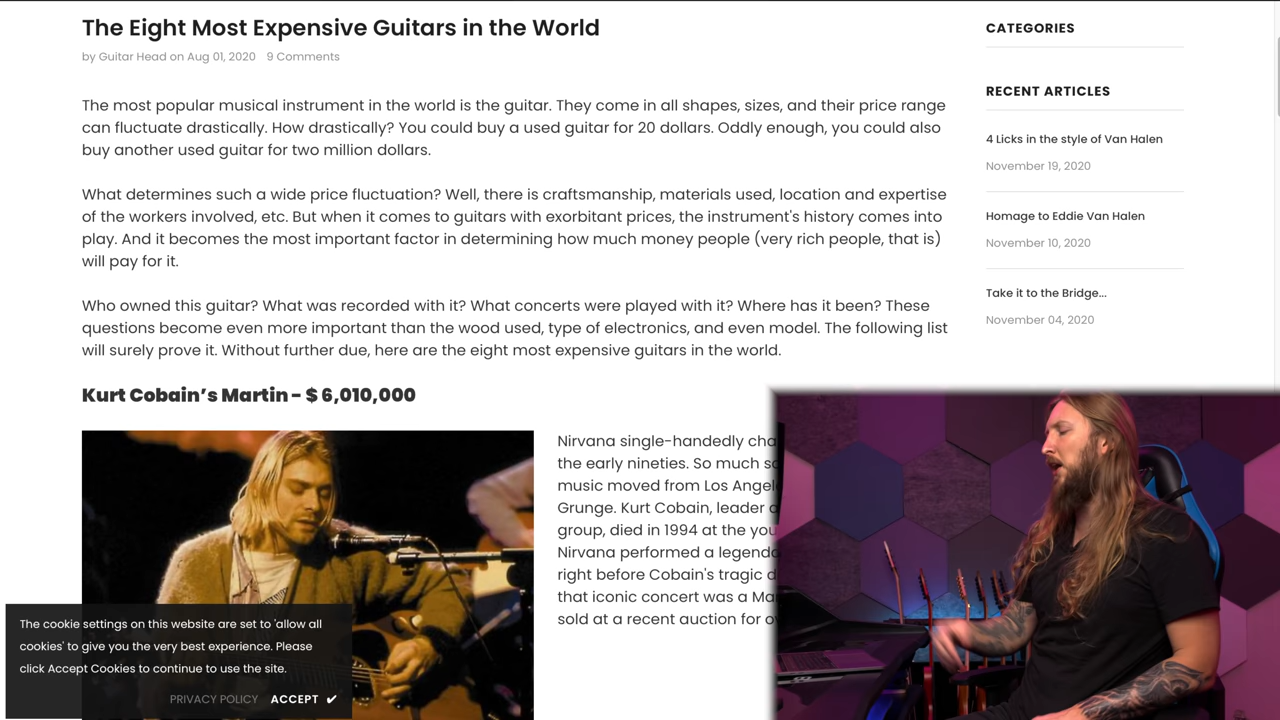 The Eight Most Expensive Guitars in the World
by Guitar Head on Aug 01, 2020 9 Comments
The most popular musical instrument in the world is the guitar. They come in all shapes, sizes, and their price range
can fluctuate drastically. How drastically? You could buy a used guitar for 20 dollars. Oddly enough, you could also
buy another used guitar for two million dollars.
What determines such a wide price fluctuation? Well, there is craftsmanship, materials used, location and expertise
of the workers involved, etc. But when it comes to guitars with exorbitant prices, the instrument's history comes into
play. And it becomes the most important factor in determining how much money people (very rich people, that is)
will pay for it.
Who owned this guitar? What was recorded with it? What concerts were played with it? Where has it been? These
questions become even more important than the wood used, type of electronics, and even model. The following list
will surely prove it. Without further due, here are the eight most expensive guitars in the world.
Kurt Cobain's Martin - $ 6,010,000
Nirvana single-handedly
the early nineties. So much
music moved from Los
Grunge. Kurt Cobain, leader
group, died in 1994 at the
Nirvana performed a
right before Cobain's tragic
that iconic concert was a
sold at a recent auction for
The cookie settings on this website are set to 'allow all
cookies' to give you the very best experience. Please
click Accept Cookies to continue to use the site.
PRIVACY POLICY ACCEPT ✔
CATEGORIES
RECENT ARTICLES
4 Licks in the style of Van Halen
November 19, 2020
Homage to Eddie Van Halen
November 10, 2020
Take it to the Bridge...
November 04, 2020